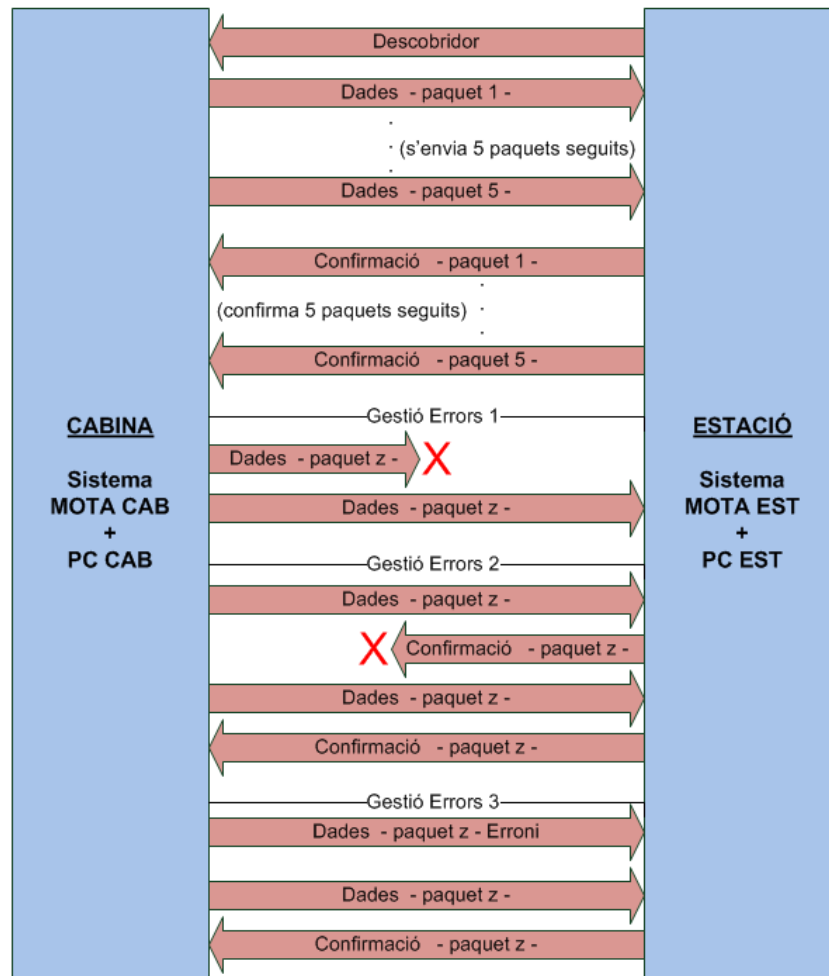 Descobridor
Dades - paquet 1 -
(s'envia 5 paquets seguits)
Dades - paquet 5 -
Confirmació - paquet 1 -
(confirma 5 paquets seguits)
Confirmació - paquet 5 -
CABINA
Sistema
MOTA CAB
+
PC CAB
ESTACIÓ
Sistema
MOTA EST
+
PC EST
Gestió Errors 1
Dades - paquet z -
X
Dades - paquet z -
Gestió Errors 2
Dades - paquet z -
X
Confirmació - paquet z -
Dades - paquet z -
Confirmació - paquet z -
Gestió Errors 3
Dades - paquet z - Erroni
Dades - paquet z -
Confirmació - paquet z -